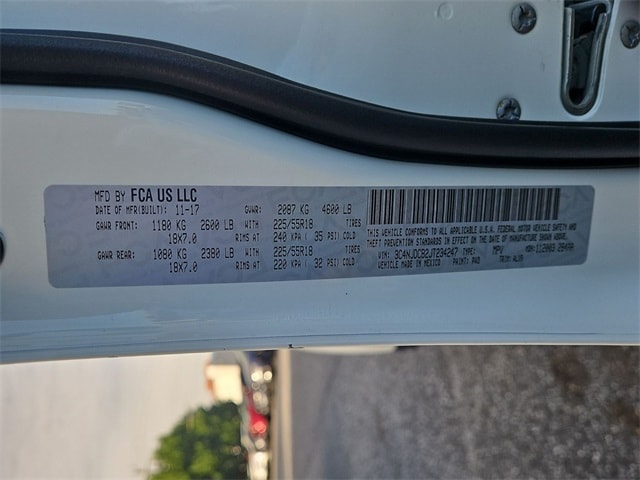 MFD BY FCA US LLC
DATE OF MFR(BUILT): 11-17 GVWR: 2087 KG 4600 LB
GAWR FRONT: 1180 KG 2600 LB WITH 225/55R18 TIRES
18X7.0 RIMS AT 240 KPA ( 35 PSI) COLD
GAWR REAR: 1080 KG 2380 LB WITH 225/55R18 TIRES
18X7.0 RIMS AT 220 KPA ( 32 PSI) COLD
THIS VEHICLE CONFORMS TO ALL APPLICABLE U.S.A. FEDERAL MOTOR VEHICLE SAFETY AND
THEFT PREVENTION STANDARDS IN EFFECT ON THE DATE OF MANUFACTURE SHOWN ABOVE.
VIN: 3C4NJDCB2JT234247 TYPE: MPV MDH:
VEHICLE MADE IN MEXICO PAINT: PW3 TRIM: